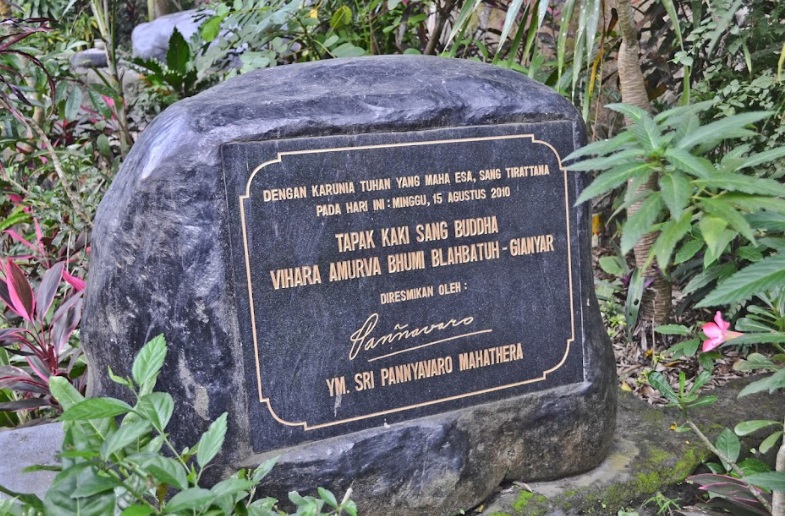 DENGAN KARUNIA TUHAN YANG MAHA ESA, SANG TIRATTANA
PADA HARI INI : MINGGU, 15 AGUSTUS 2010
TAPAK KAKI SANG BUDDHA
VIHARA AMURVA BHUMI BLAHBATUH - GIANYAR
DIRESMIKAN OLEH :
Paññavaro
YM. SRI PANNYAVARO MAHATHERA